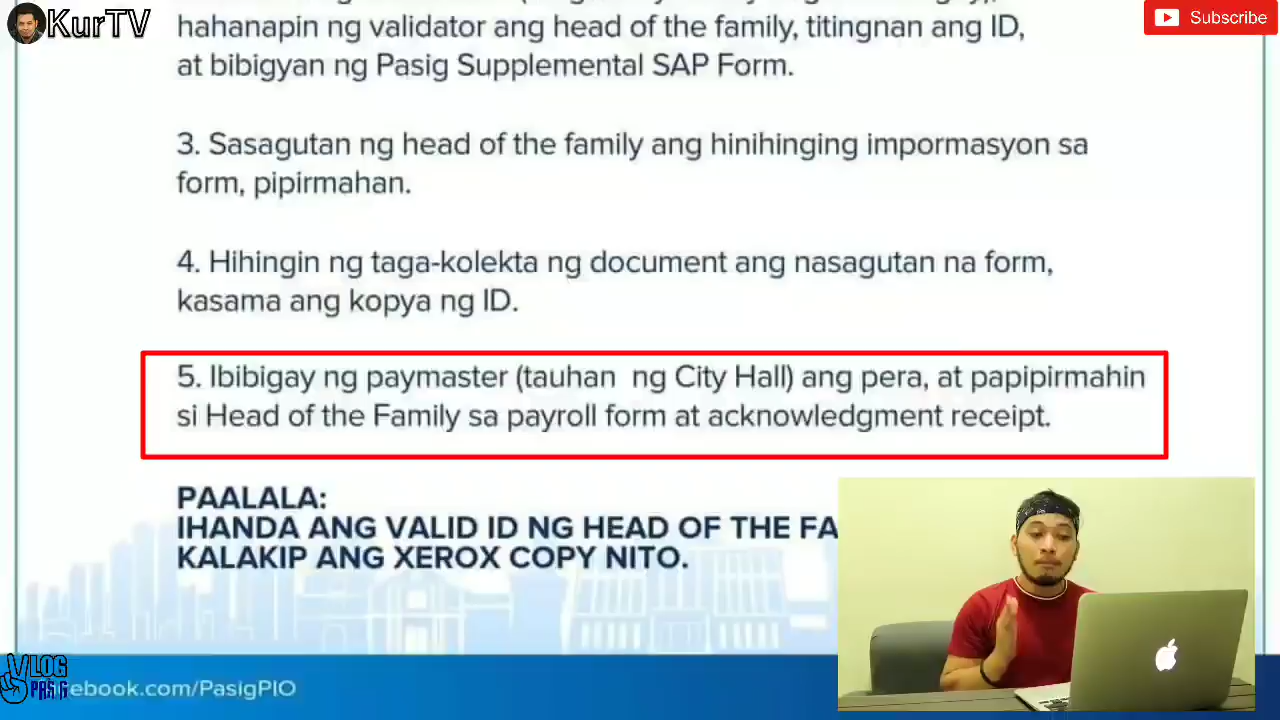 KurTV
Subscribe
hahanapin ng validator ang head of the family, titingnan ang ID,
at bibigyan ng Pasig Supplemental SAP Form.
3. Sasagutan ng head of the family ang hinihinging impormasyon sa
form, pipirmahan.
4. Hihingin ng taga-kolekta ng document ang nasagutan na form,
kasama ang kopya ng ID.
5. Ibibigay ng paymaster (tauhan ng City Hall) ang pera, at papipirmahin
si Head of the Family sa payroll form at acknowledgment receipt.
PAALALA:
IHANDA ANG VALID ID NG HEAD OF THE FA
KALAKIP ANG XEROX COPY NITO.
VLOG
PASIG
ebook.com/PasigPIO